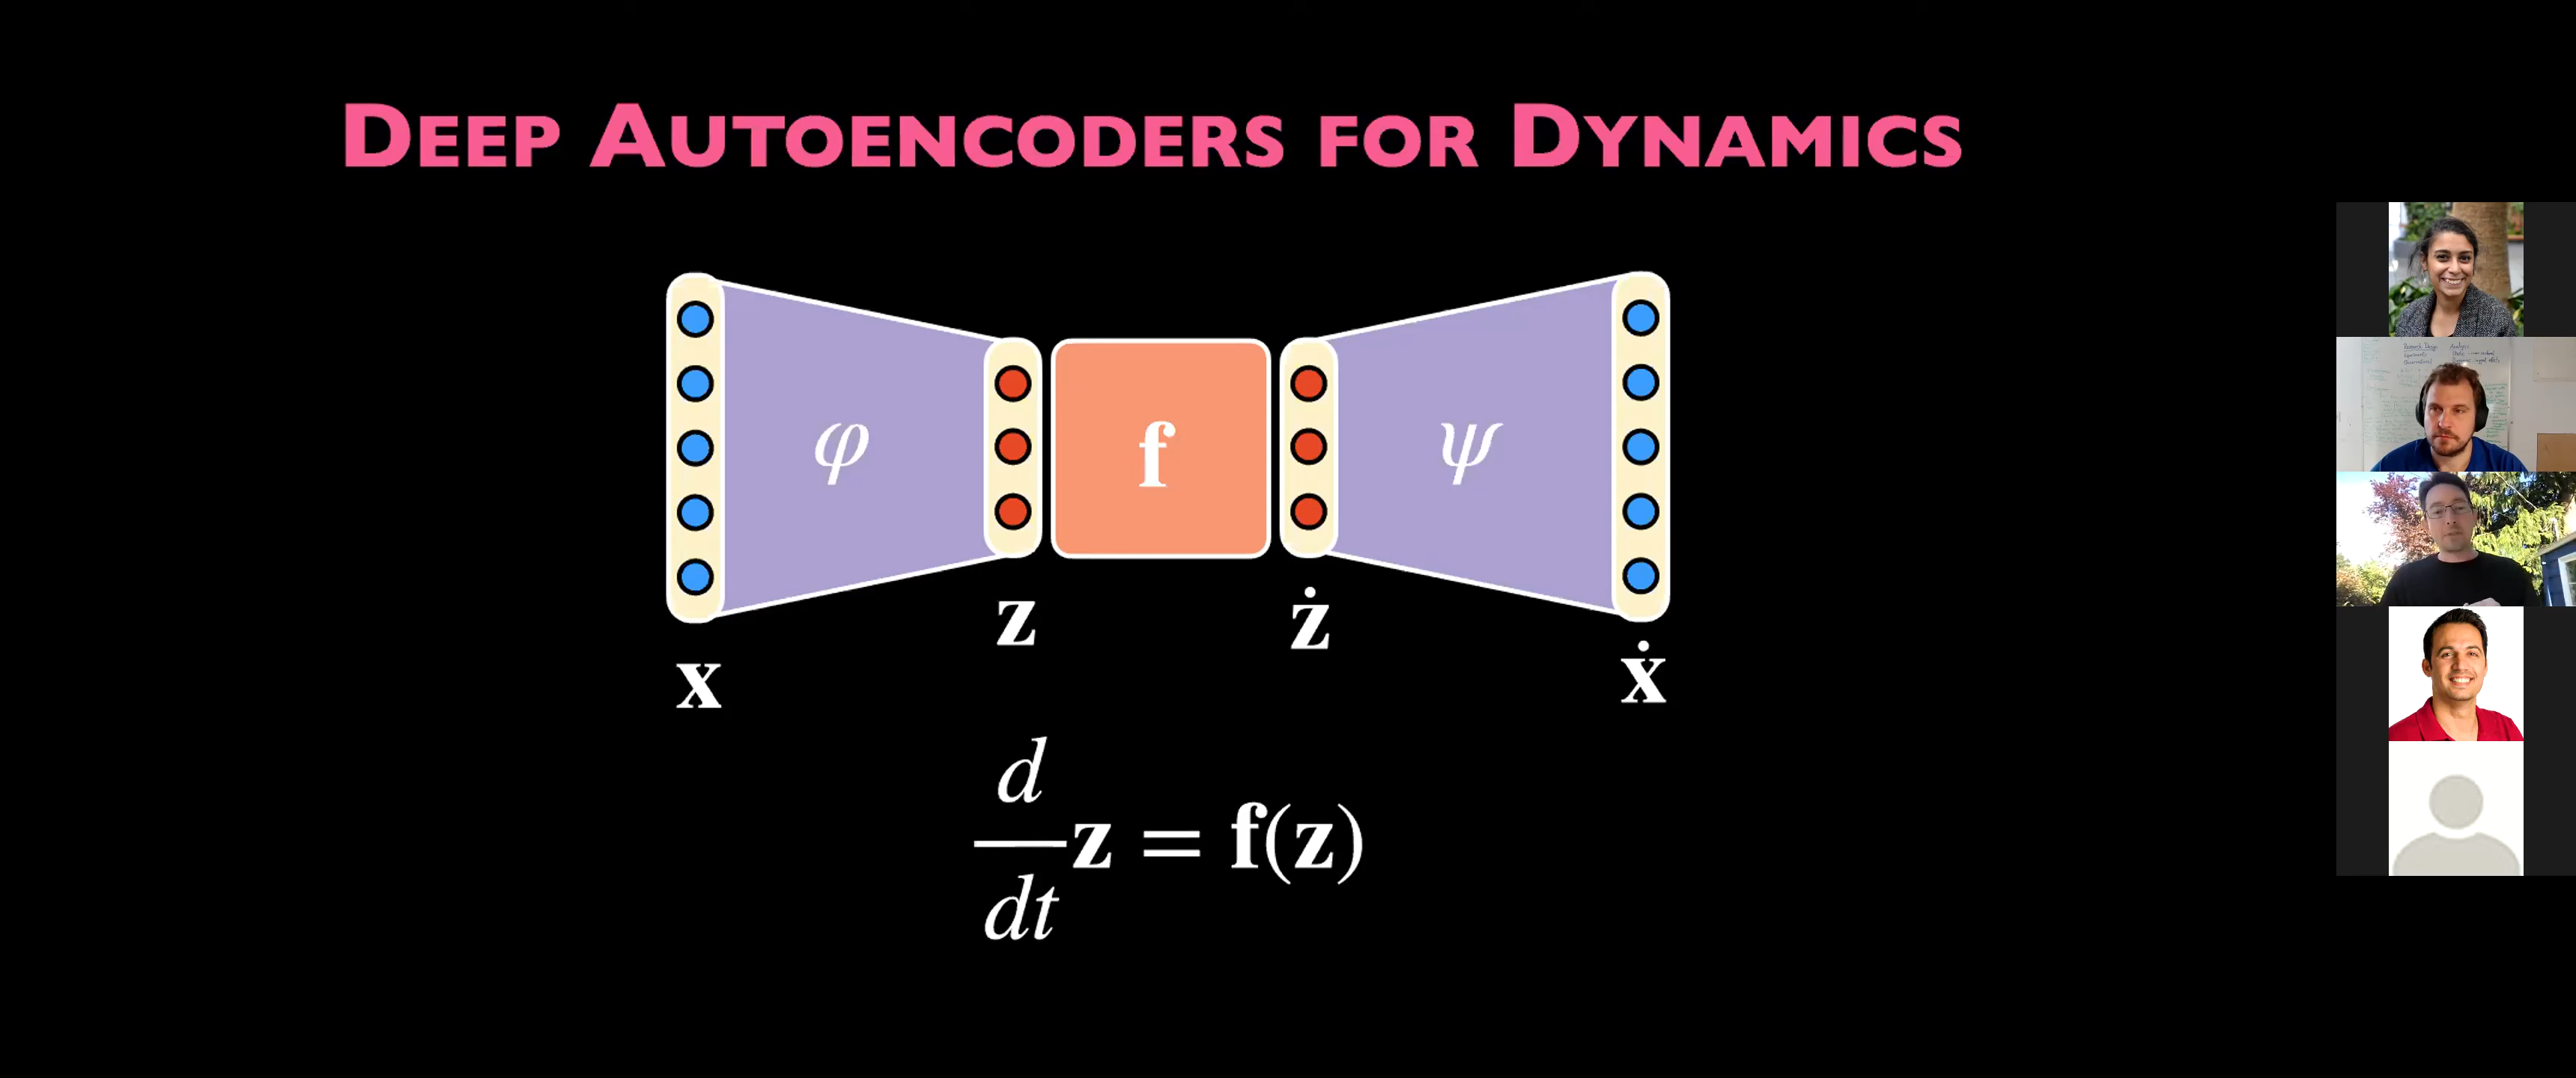 DEEP AUTOENCODERS FOR DYNAMICS
φ
f
ψ
z
ż
x
ẋ
d/dt z = f(z)